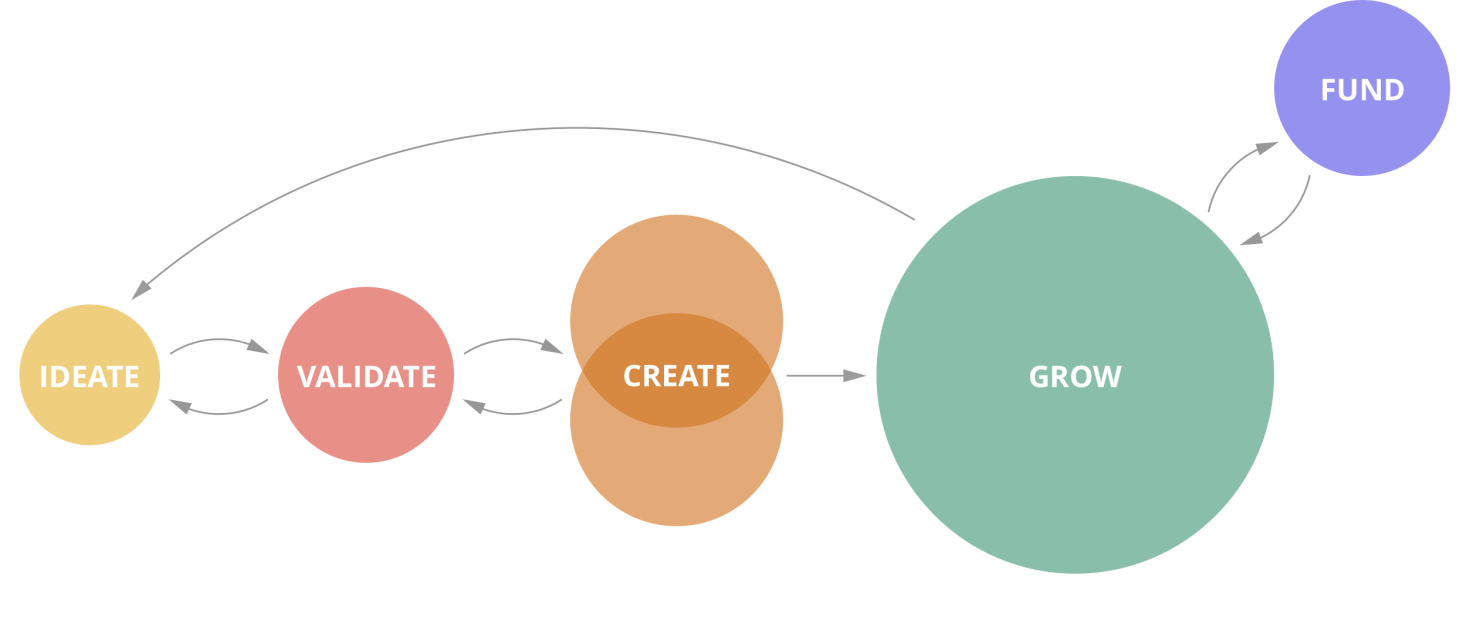 FUND
IDEATE
VALIDATE
CREATE
GROW